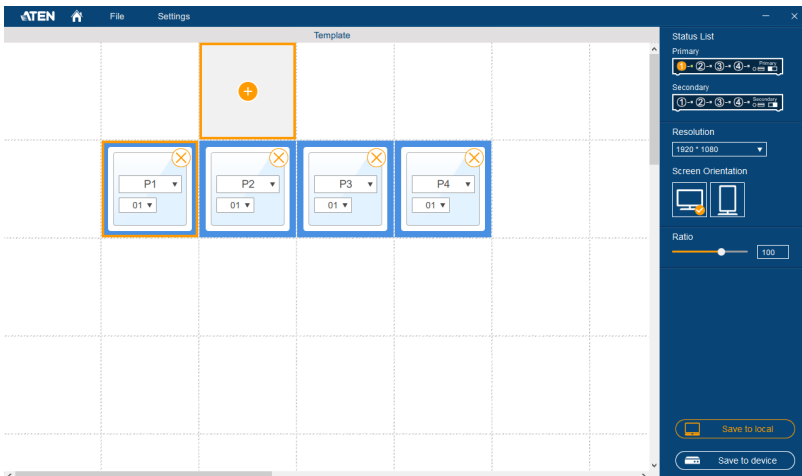 ATEN File Settings
Template
Status List
Primary
1 2 3 4 Primary
Secondary
1 2 3 4 Secondary
Resolution
1920 * 1080
Screen Orientation
Ratio
100
P1 P2 P3 P4
01 01 01 01
Save to local
Save to device